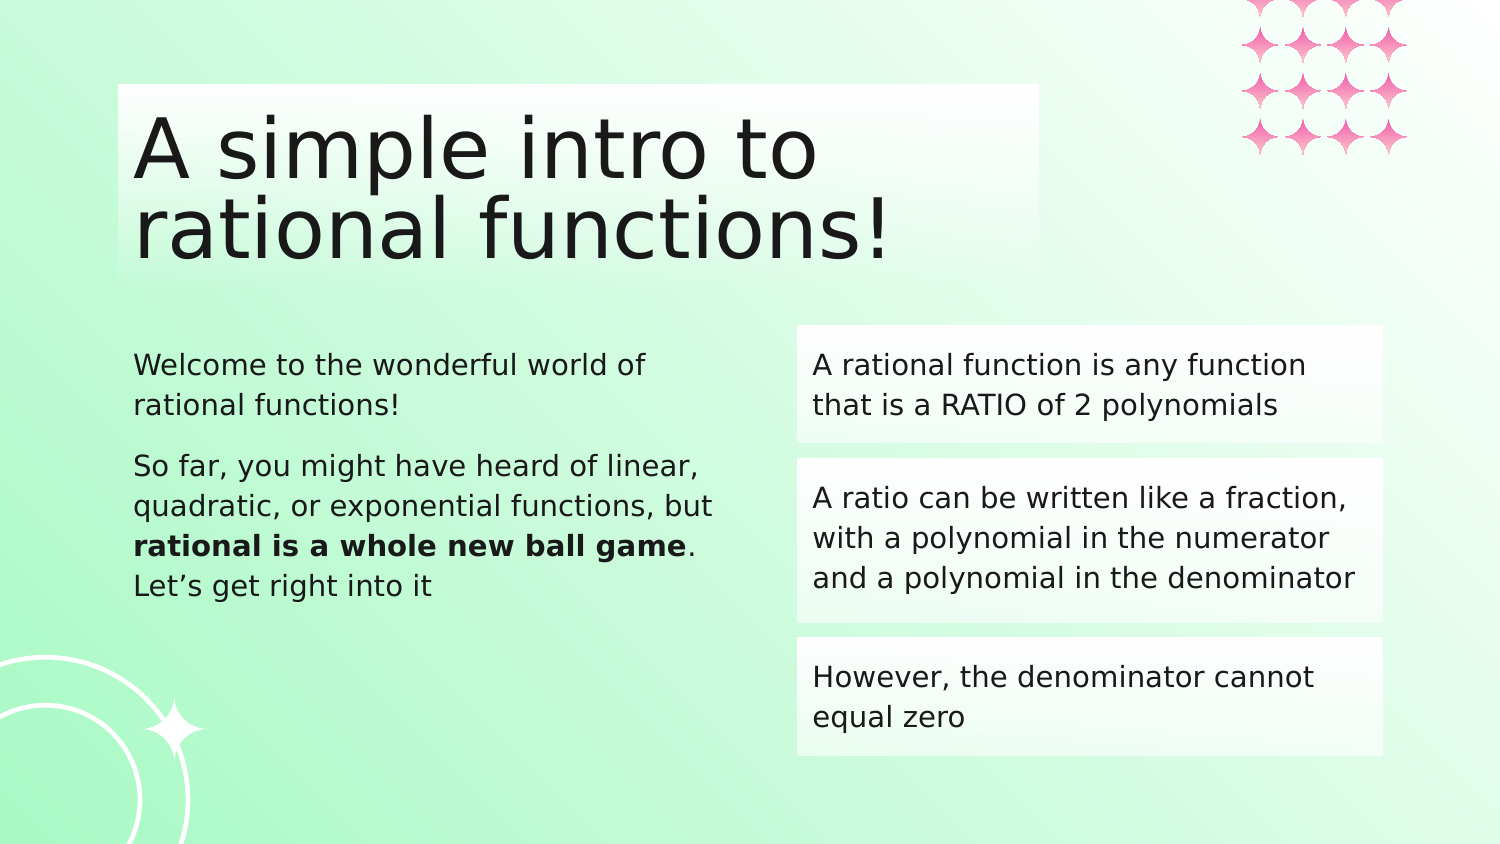 A simple intro to
rational functions!
Welcome to the wonderful world of
rational functions!
So far, you might have heard of linear,
quadratic, or exponential functions, but
rational is a whole new ball game.
Let’s get right into it
A rational function is any function
that is a RATIO of 2 polynomials
A ratio can be written like a fraction,
with a polynomial in the numerator
and a polynomial in the denominator
However, the denominator cannot
equal zero